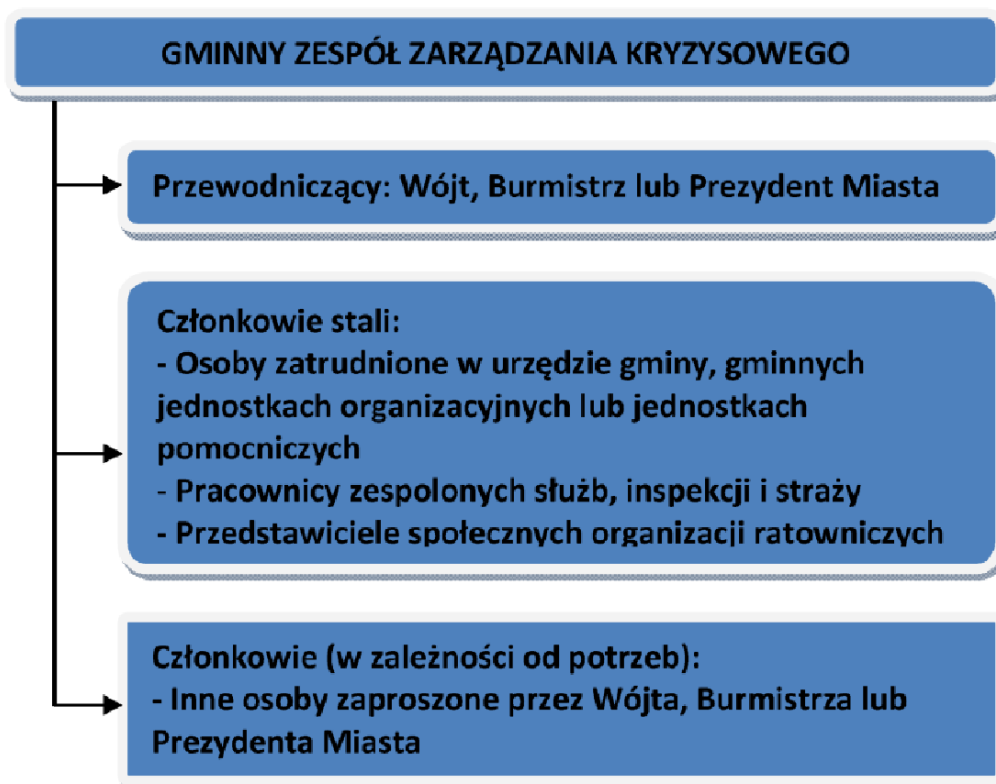 GMINNY ZESPÓŁ ZARZĄDZANIA KRYZYSOWEGO
Przewodniczący: Wójt, Burmistrz lub Prezydent Miasta
Członkowie stali:
- Osoby zatrudnione w urzędzie gminy, gminnych
jednostkach organizacyjnych lub jednostkach
pomocniczych
- Pracownicy zespolonych służb, inspekcji i straży
- Przedstawiciele społecznych organizacji ratowniczych
Członkowie (w zależności od potrzeb):
- Inne osoby zaproszone przez Wójta, Burmistrza lub
Prezydenta Miasta